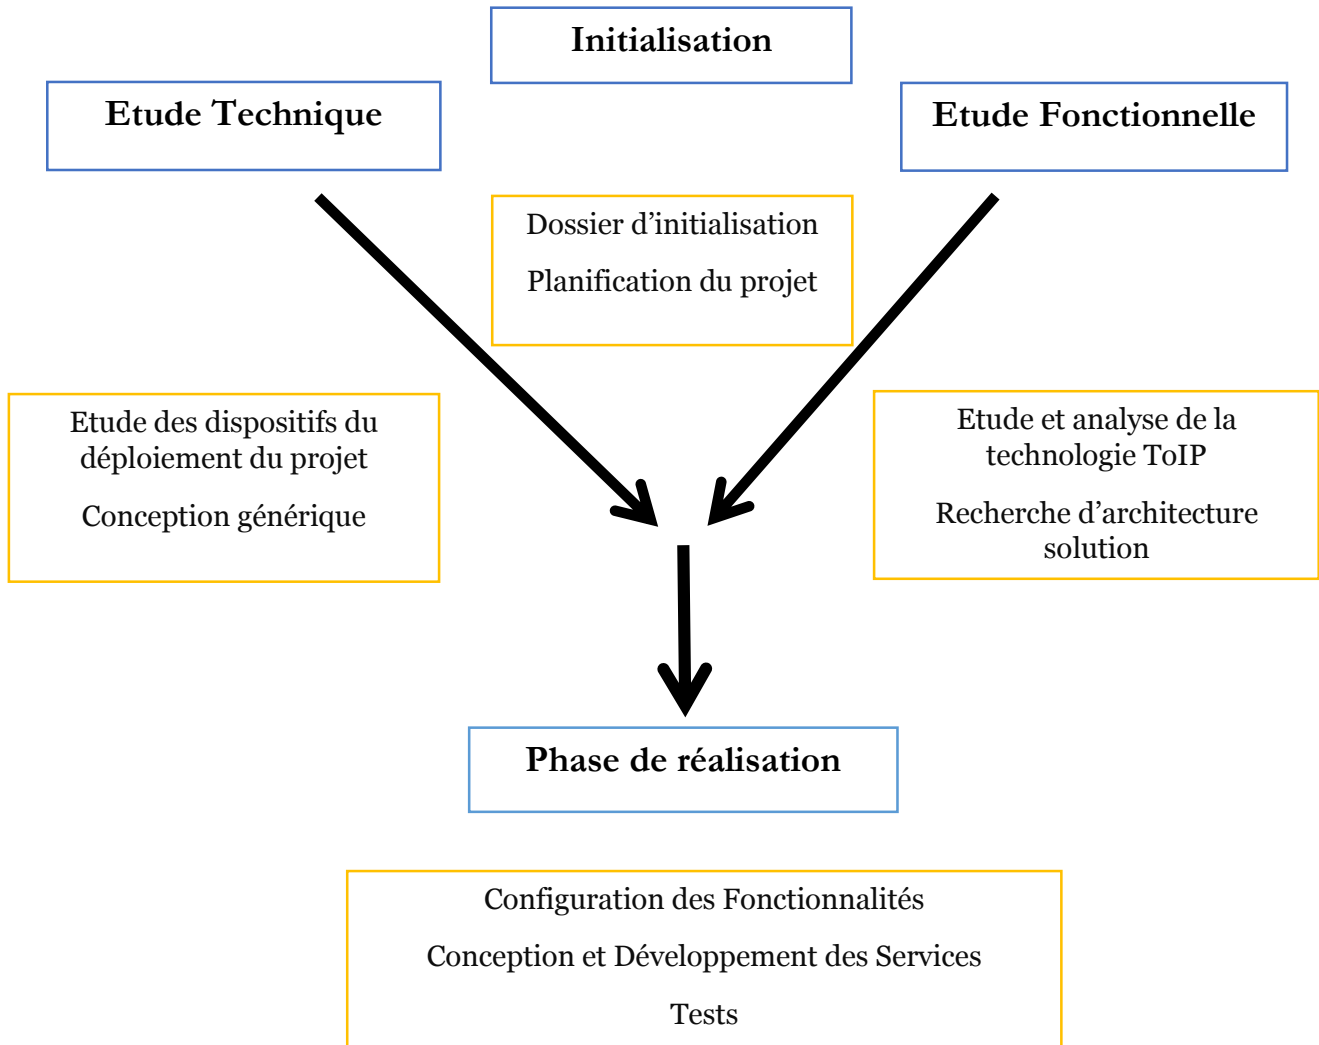 Initialisation
Etude Technique
Etude Fonctionnelle
Dossier d’initialisation
Planification du projet
Etude des dispositifs du
déploiement du projet
Conception générique
Etude et analyse de la
technologie ToIP
Recherche d’architecture
solution
Phase de réalisation
Configuration des Fonctionnalités
Conception et Développement des Services
Tests